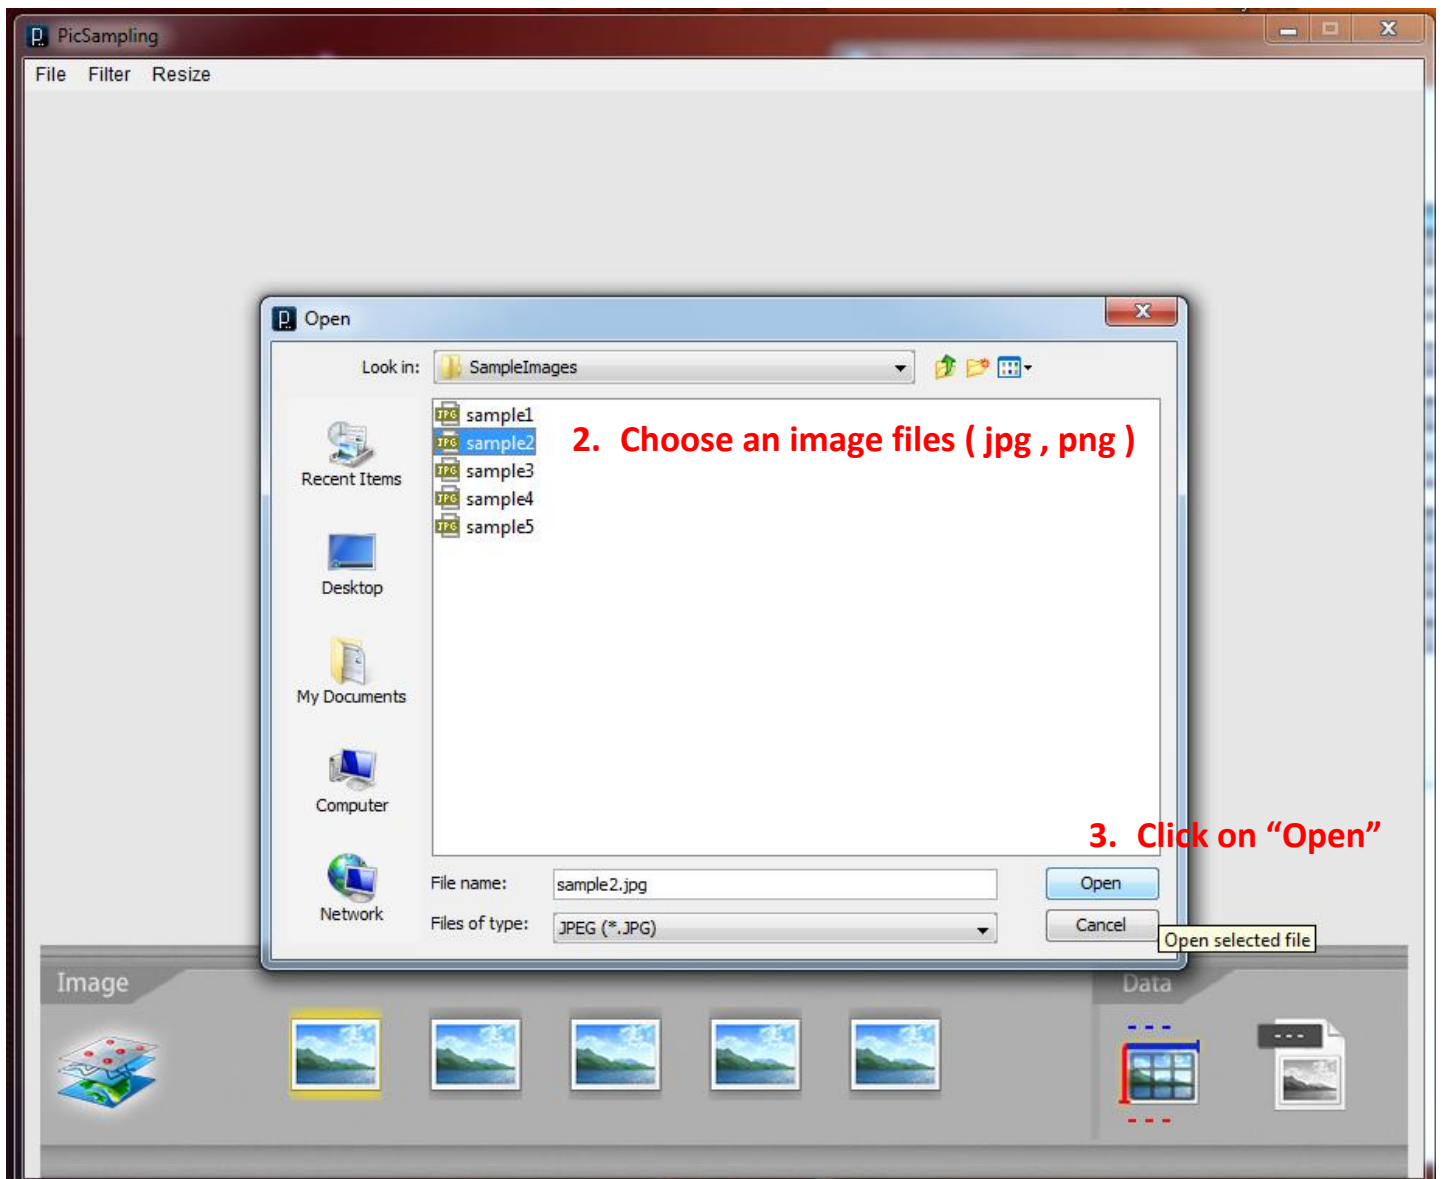 PicSampling
File Filter Resize
Open
Look in: SampleImages
sample1
sample2
sample3
sample4
sample5
2. Choose an image files ( jpg , png )
Recent Items
Desktop
My Documents
Computer
Network
3. Click on “Open”
File name: sample2.jpg Open
Files of type: JPEG (*.JPG) Cancel
Open selected file
Image
Data